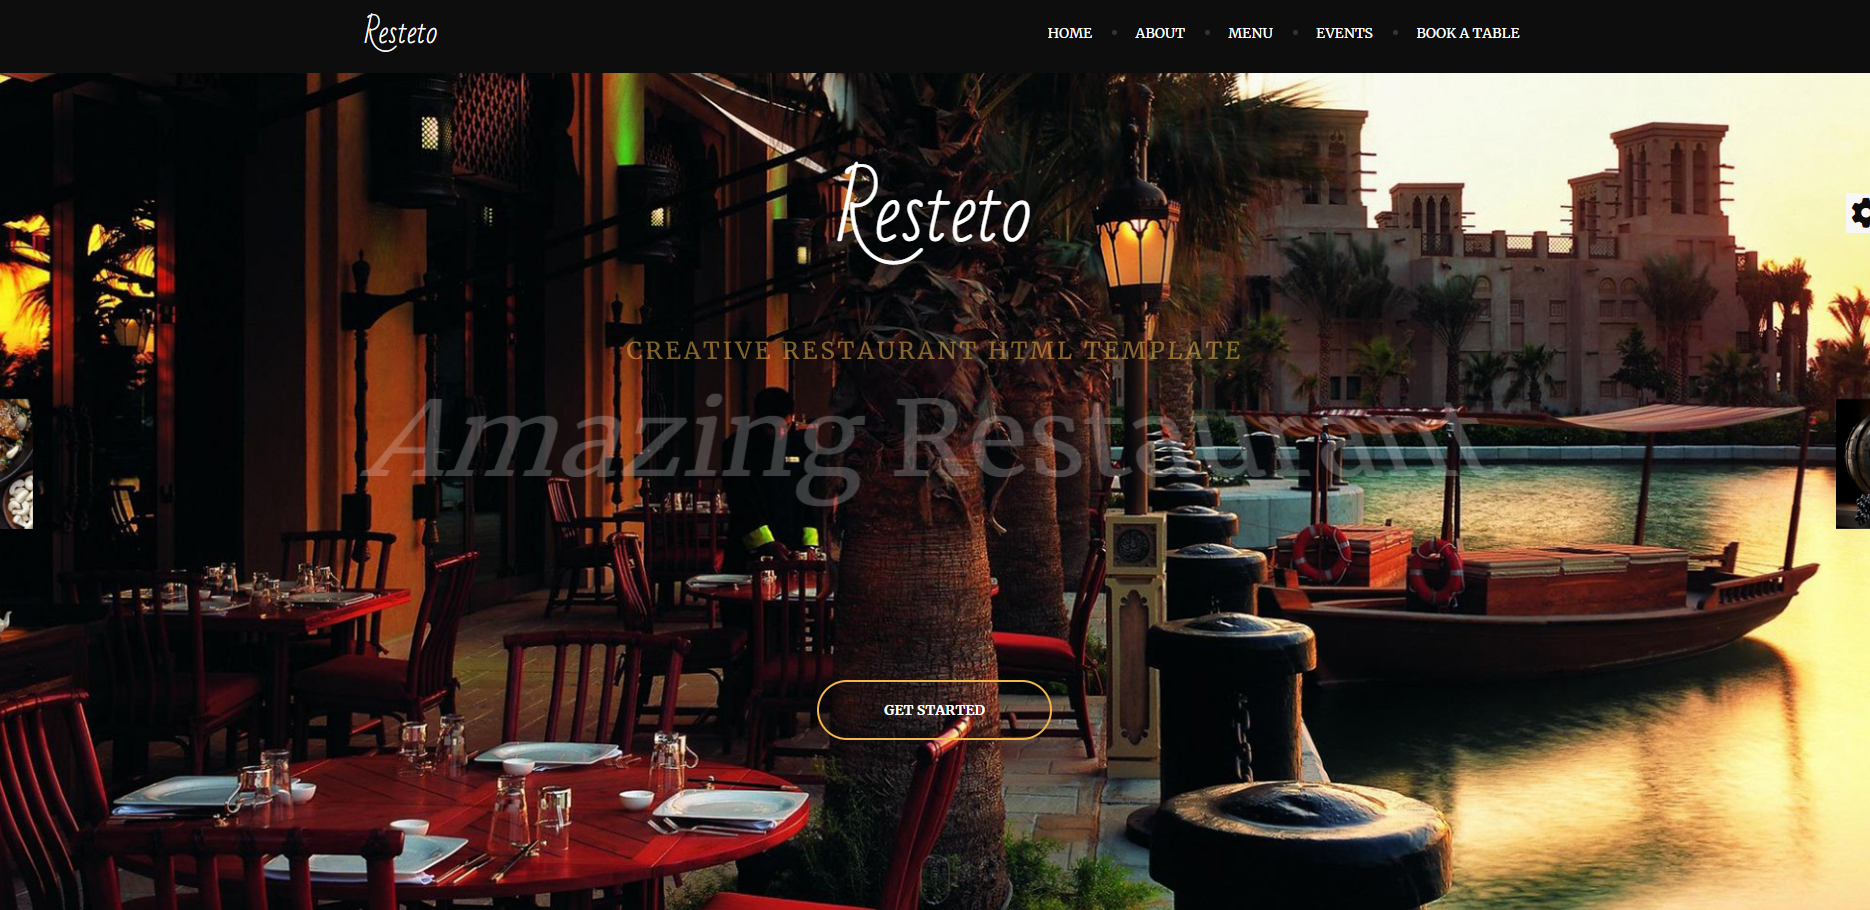 Resteto
HOME • ABOUT • MENU • EVENTS • BOOK A TABLE
Resteto
CREATIVE RESTAURANT HTML TEMPLATE
Amazing Restaurant
GET STARTED